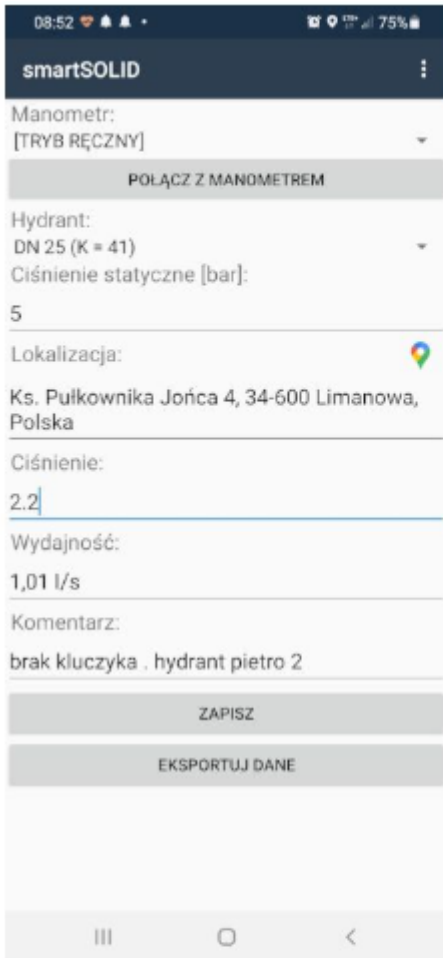 08:52
75%
smartSOLID
Manometr:
[TRYB RĘCZNY]
POŁĄCZ Z MANOMETREM
Hydrant:
DN 25 (K = 41)
Ciśnienie statyczne [bar]:
5
Lokalizacja:
Ks. Pułkownika Jońca 4, 34-600 Limanowa,
Polska
Ciśnienie:
2.2
Wydajność:
1,01 l/s
Komentarz:
brak kluczyka . hydrant pietro 2
ZAPISZ
EKSPORTUJ DANE